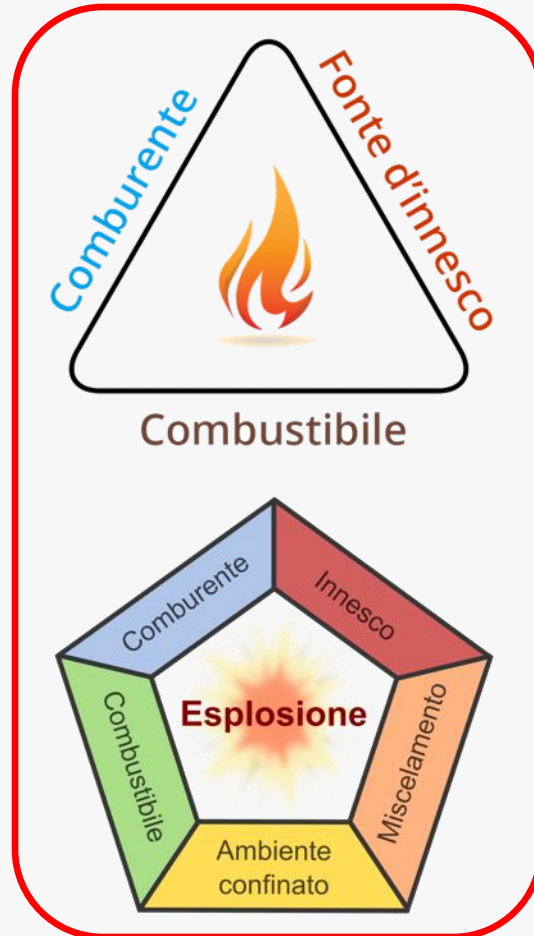 Comburente
Fonte d'innesco
Combustibile
Comburente
Innesco
Esplosione
Combustibile
Miscelamento
Ambiente
confinato